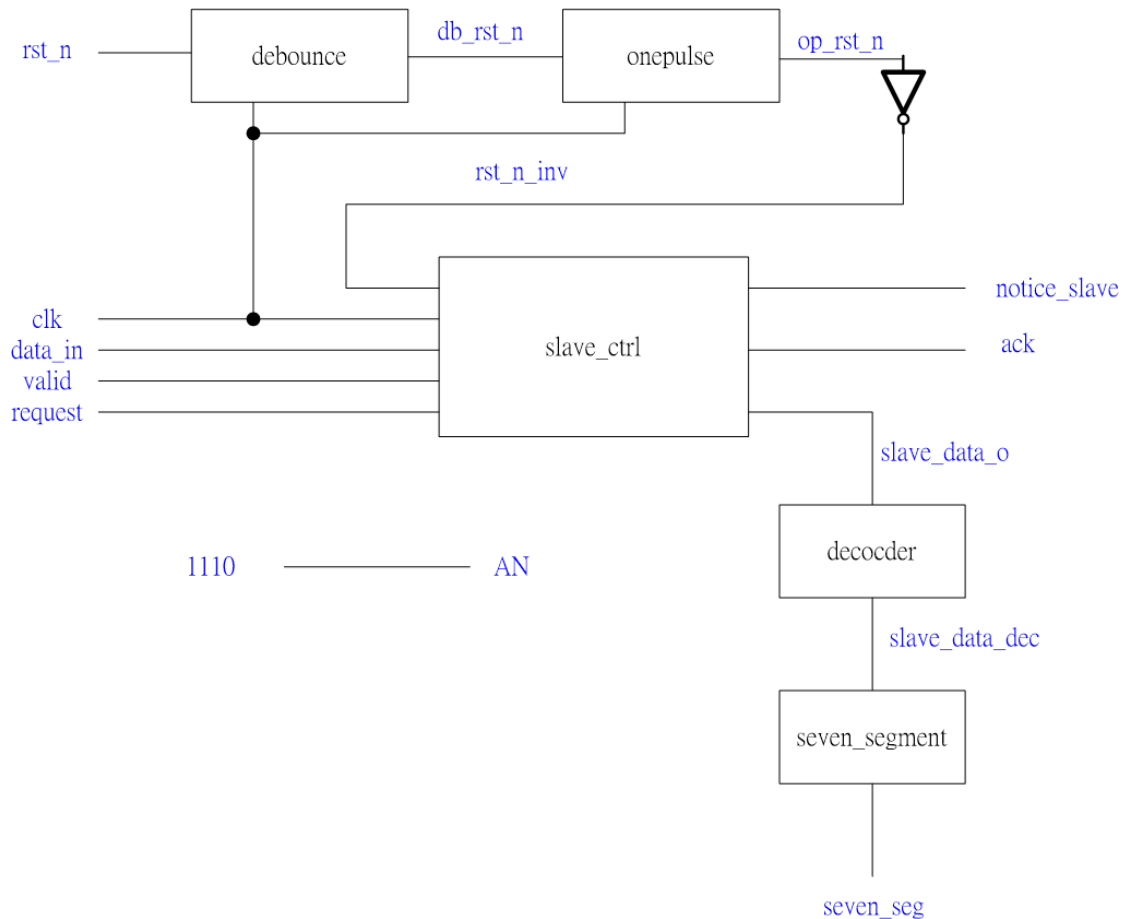 rst_n
debounce
db_rst_n
onepulse
op_rst_n
rst_n_inv
clk
data_in
valid
request
slave_ctrl
notice_slave
ack
slave_data_o
decocder
1110
AN
slave_data_dec
seven_segment
seven_seg